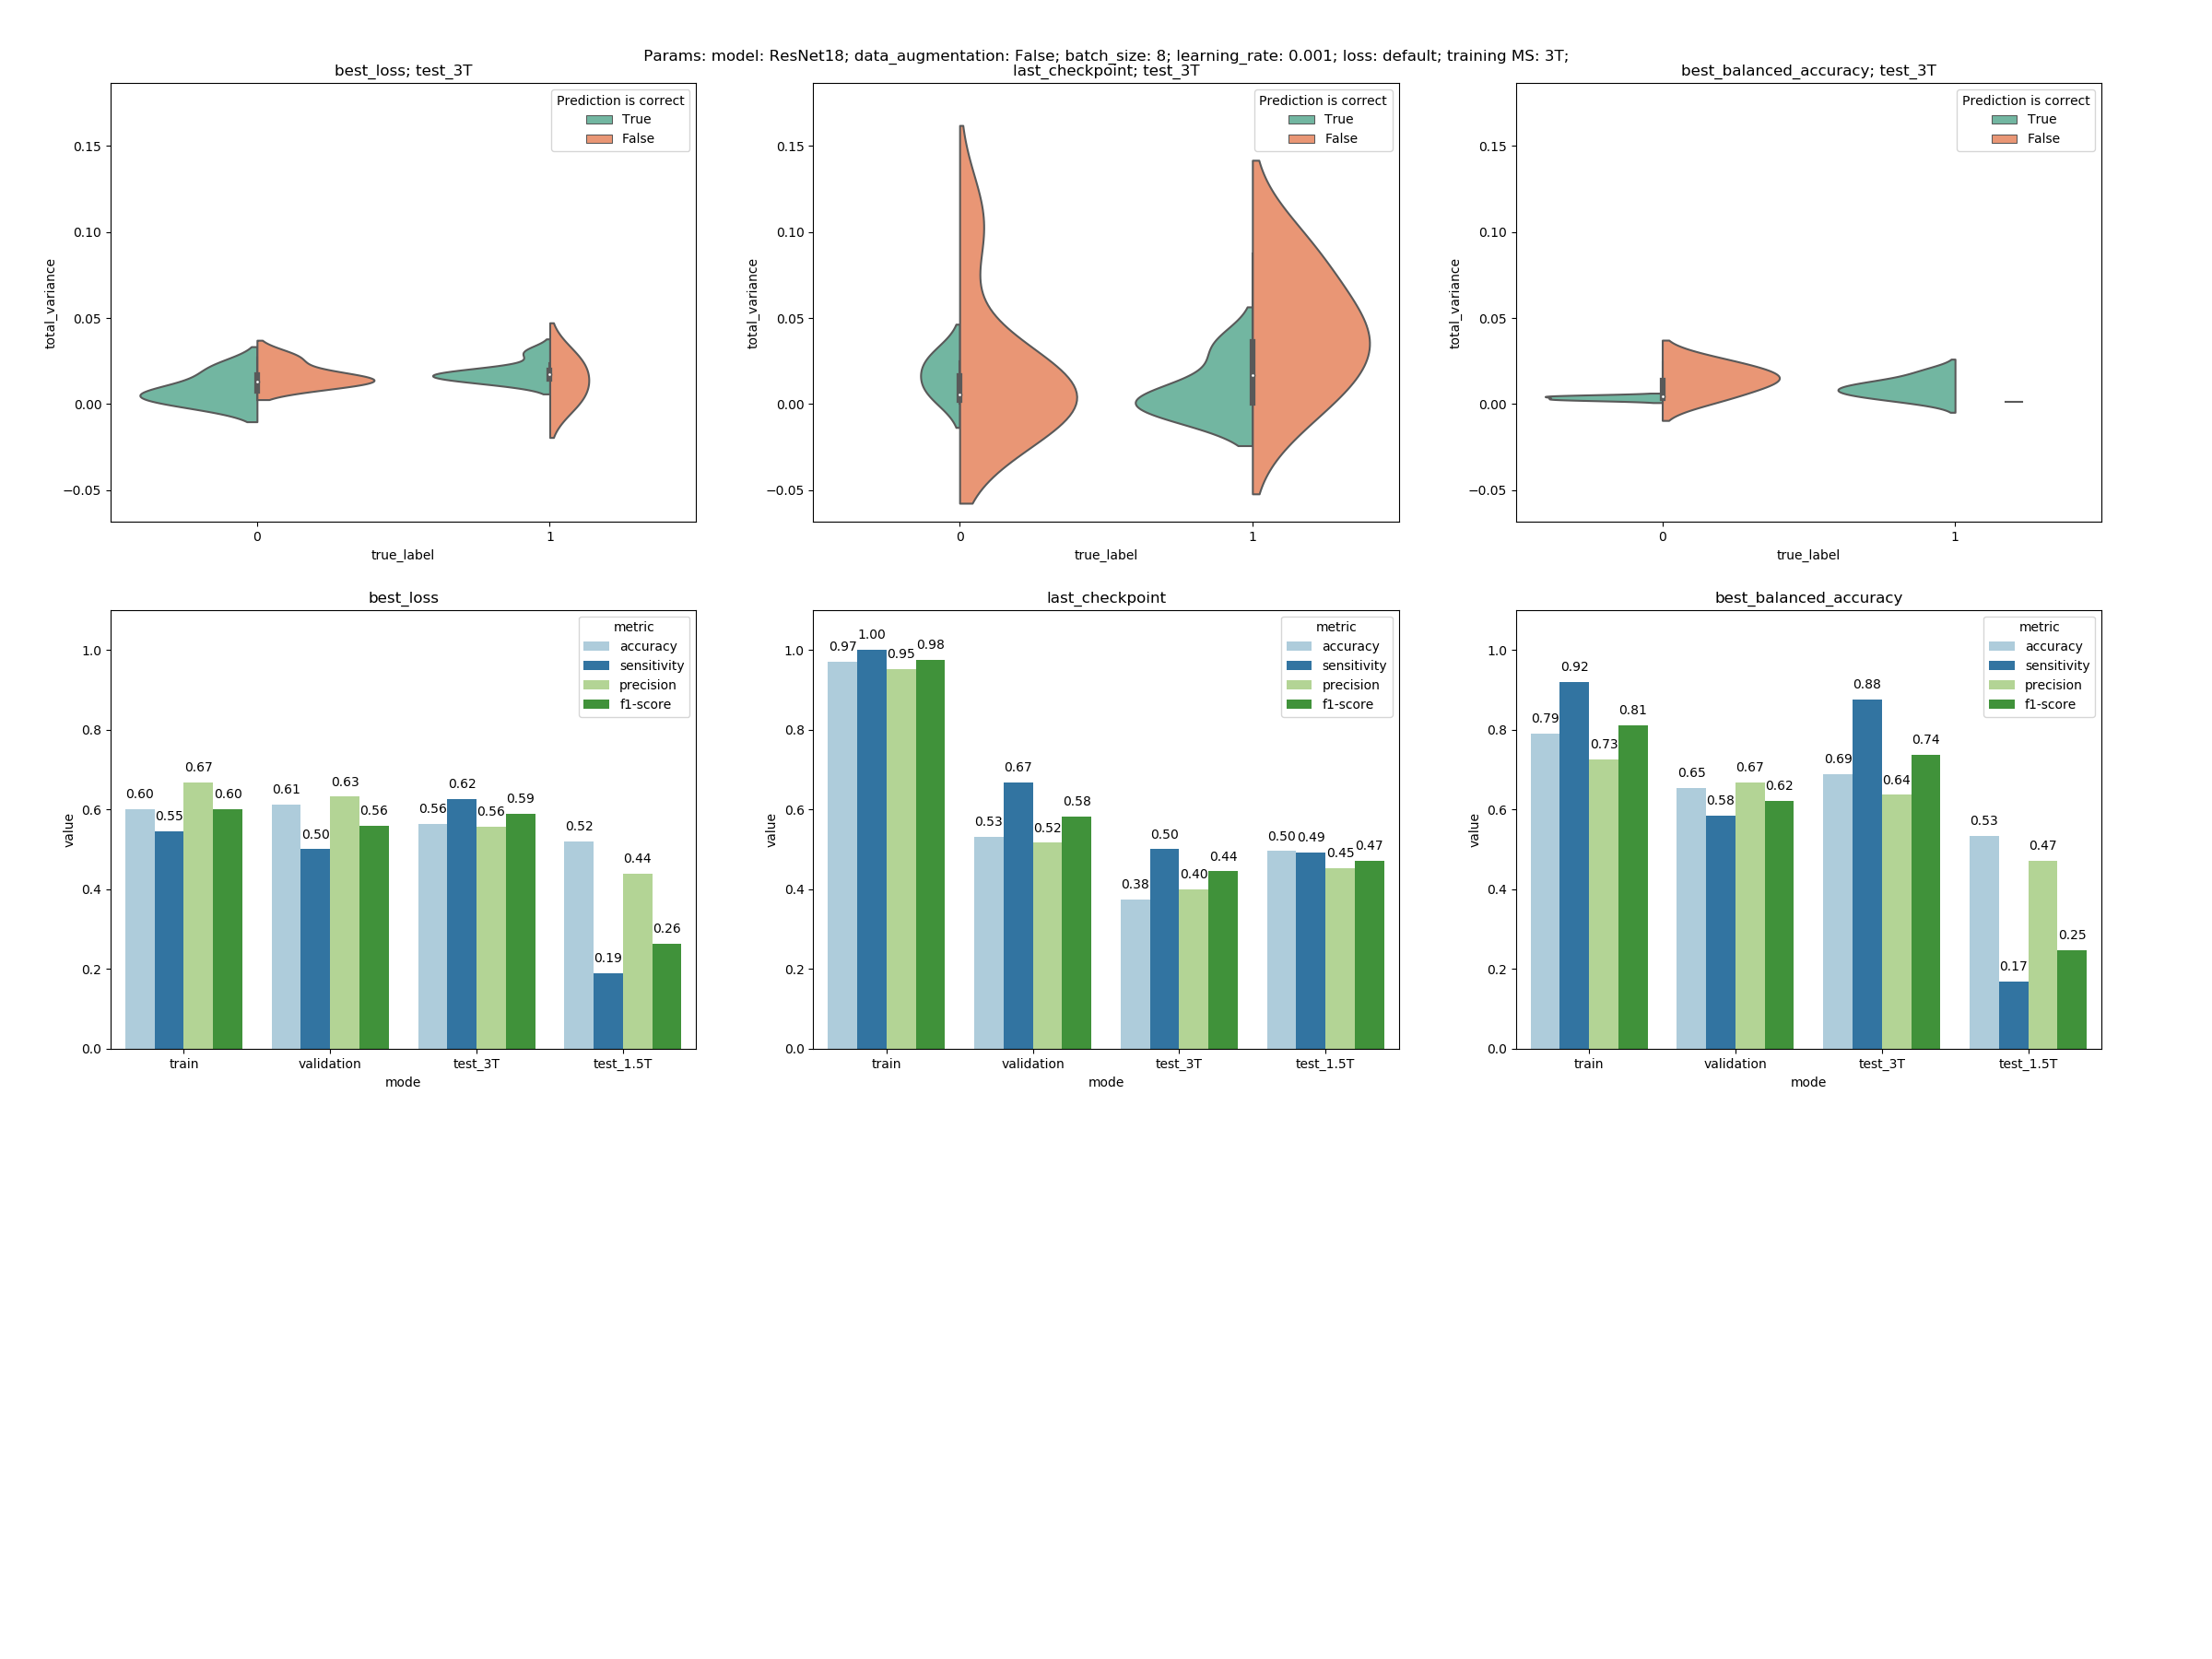 Params: model: ResNet18; data_augmentation: False; batch_size: 8; learning_rate: 0.001; loss: default; training MS: 3T;
best_loss; test_3T
total_variance
0.15
0.10
0.05
0.00
−0.05
Prediction is correct
True
False
0
1
true_label
last_checkpoint; test_3T
total_variance
0.15
0.10
0.05
0.00
−0.05
Prediction is correct
True
False
0
1
true_label
best_balanced_accuracy; test_3T
total_variance
0.15
0.10
0.05
0.00
−0.05
Prediction is correct
True
False
0
1
true_label
best_loss
value
1.0
0.8
0.6
0.4
0.2
0.0
metric
accuracy
sensitivity
precision
f1-score
0.60
0.55
0.67
0.60
0.61
0.50
0.63
0.56
0.56
0.62
0.56
0.59
0.52
0.19
0.44
0.26
train
validation
test_3T
test_1.5T
mode
last_checkpoint
value
1.0
0.8
0.6
0.4
0.2
0.0
metric
accuracy
sensitivity
precision
f1-score
0.97
1.00
0.95
0.98
0.53
0.67
0.52
0.58
0.38
0.50
0.40
0.44
0.50
0.49
0.45
0.47
train
validation
test_3T
test_1.5T
mode
best_balanced_accuracy
value
1.0
0.8
0.6
0.4
0.2
0.0
metric
accuracy
sensitivity
precision
f1-score
0.79
0.92
0.73
0.81
0.65
0.58
0.67
0.62
0.69
0.88
0.64
0.74
0.53
0.17
0.47
0.25
train
validation
test_3T
test_1.5T
mode